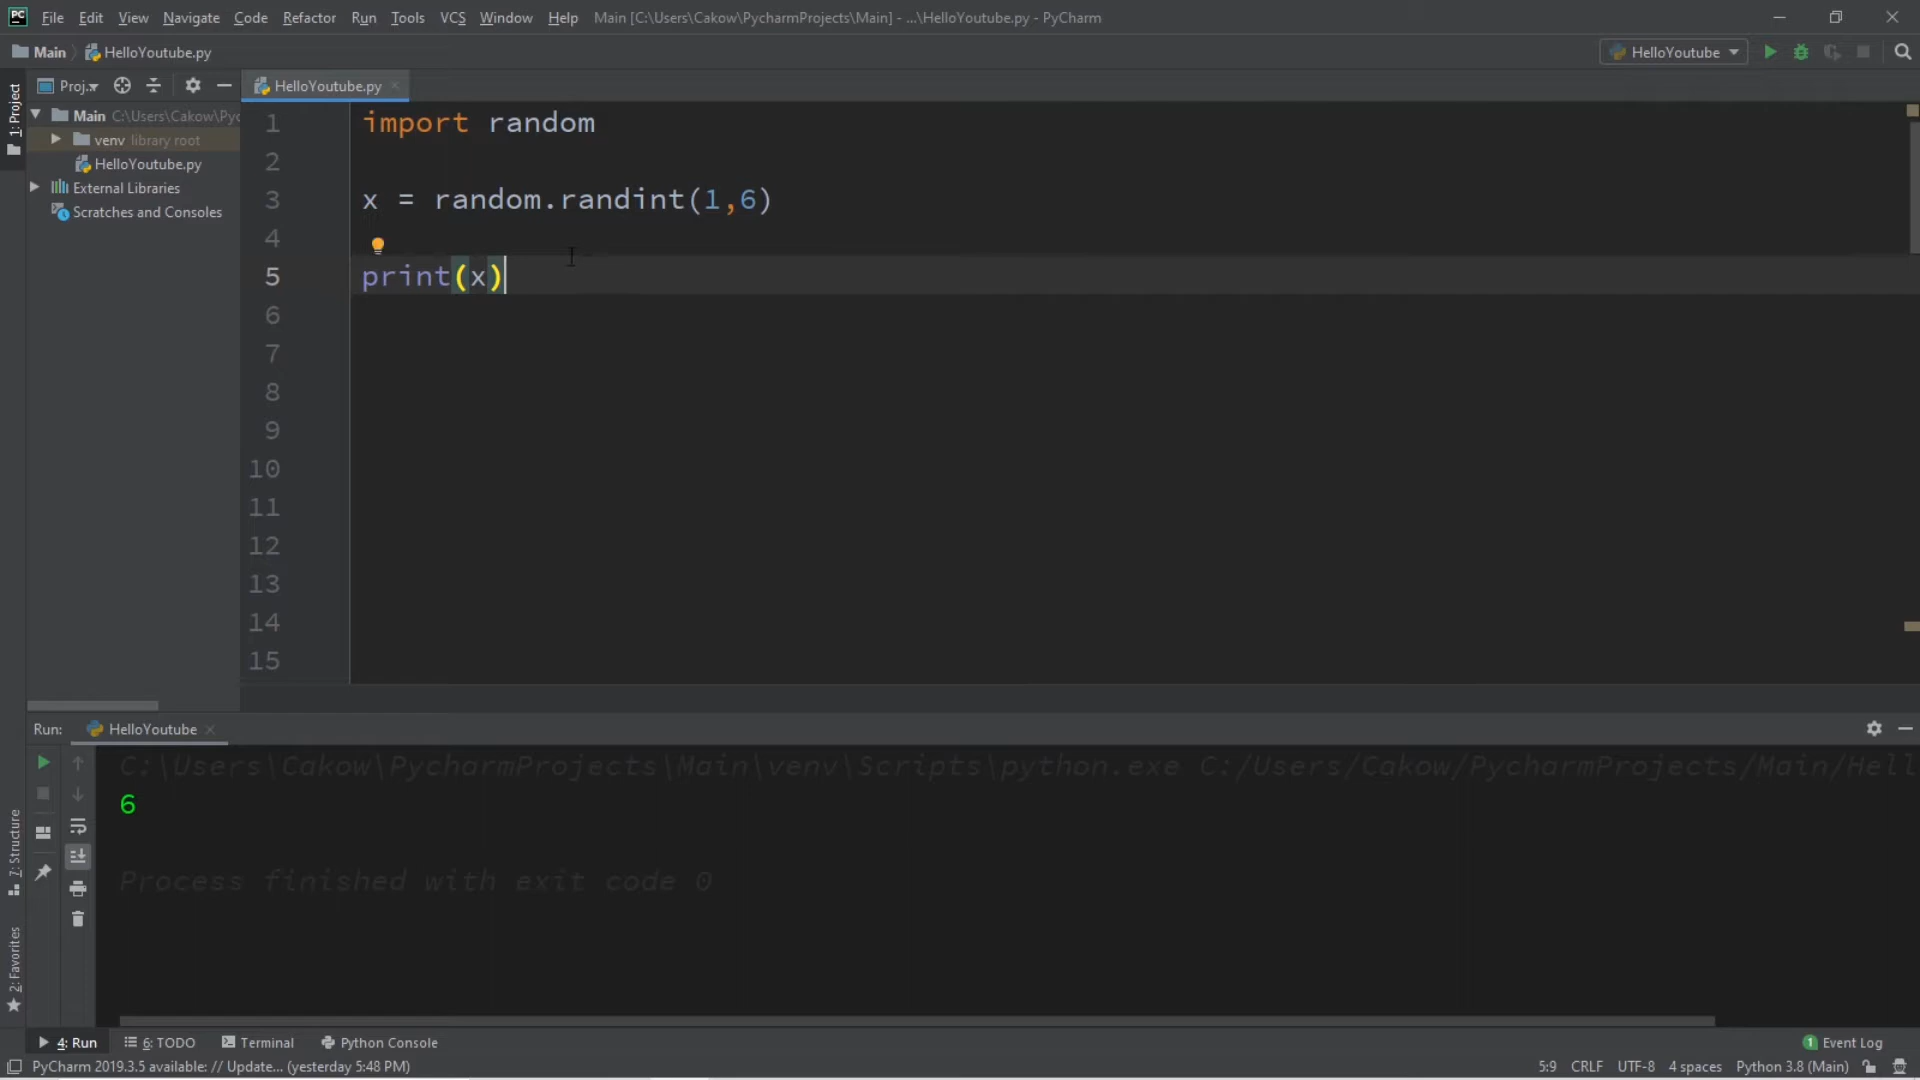 File Edit View Navigate Code Refactor Run Tools VCS Window Help Main [C:\Users\Cakow\PycharmProjects\Main] - ...\HelloYoutube.py - PyCharm
Main HelloYoutube.py HelloYoutube
Proj... HelloYoutube.py
1: Project
Main C:\Users\Cakow\Pyc
venv library root
HelloYoutube.py
External Libraries
Scratches and Consoles
1 import random
2
3 x = random.randint(1,6)
4
5 print(x)
6
7
8
9
10
11
12
13
14
15
Run: HelloYoutube
C:\Users\Cakow\PycharmProjects\Main\venv\Scripts\python.exe C:/Users/Cakow/PycharmProjects/Main/Hell
6
Process finished with exit code 0
7: Structure
2: Favorites
4: Run 6: TODO Terminal Python Console 1 Event Log
PyCharm 2019.3.5 available: // Update... (yesterday 5:48 PM) 5:9 CRLF UTF-8 4 spaces Python 3.8 (Main)